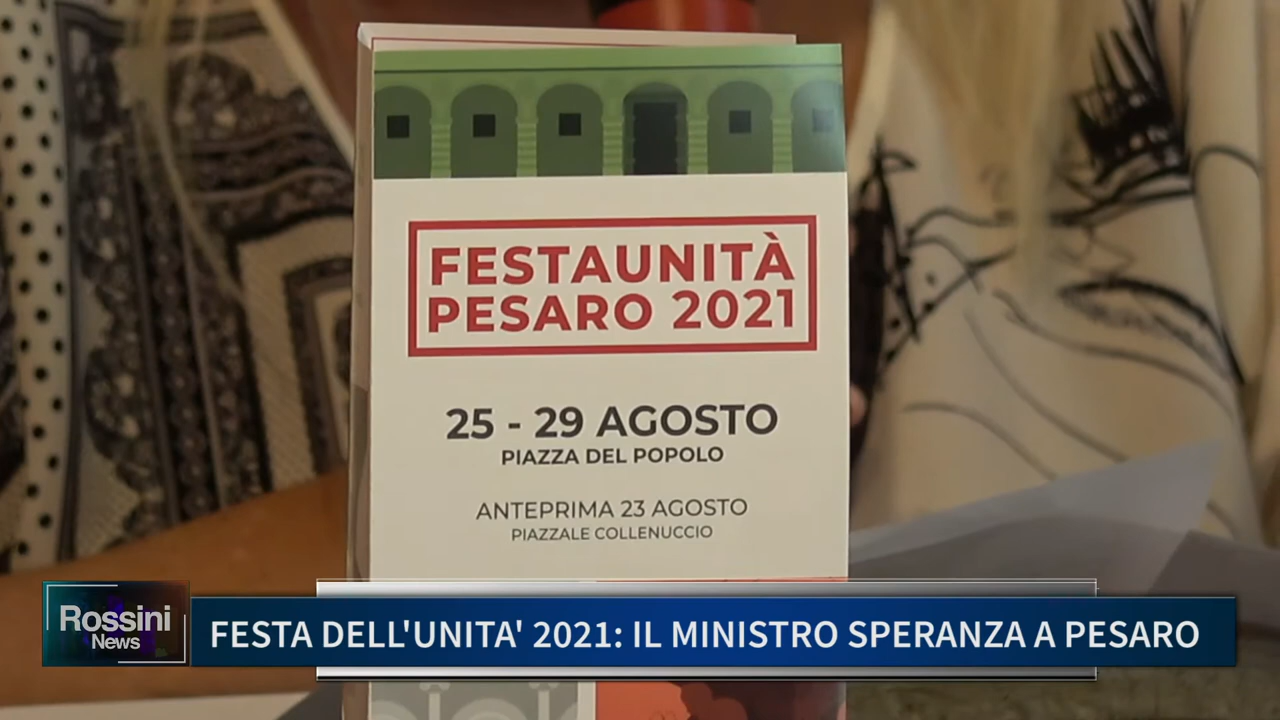 FESTAUNITÀ
PESARO 2021
25 - 29 AGOSTO
PIAZZA DEL POPOLO
ANTEPRIMA 23 AGOSTO
PIAZZALE COLLENUCCIO
Rossini
News
FESTA DELL'UNITA' 2021: IL MINISTRO SPERANZA A PESARO